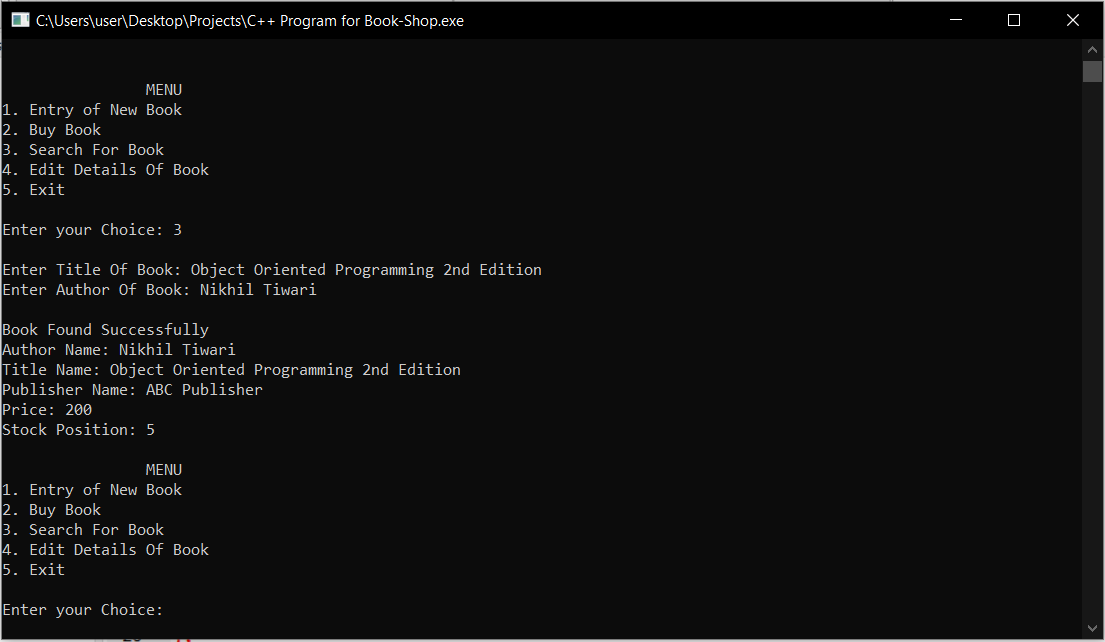 C:\Users\user\Desktop\Projects\C++ Program for Book-Shop.exe
MENU
1. Entry of New Book
2. Buy Book
3. Search For Book
4. Edit Details Of Book
5. Exit
Enter your Choice: 3
Enter Title Of Book: Object Oriented Programming 2nd Edition
Enter Author Of Book: Nikhil Tiwari
Book Found Successfully
Author Name: Nikhil Tiwari
Title Name: Object Oriented Programming 2nd Edition
Publisher Name: ABC Publisher
Price: 200
Stock Position: 5
MENU
1. Entry of New Book
2. Buy Book
3. Search For Book
4. Edit Details Of Book
5. Exit
Enter your Choice: